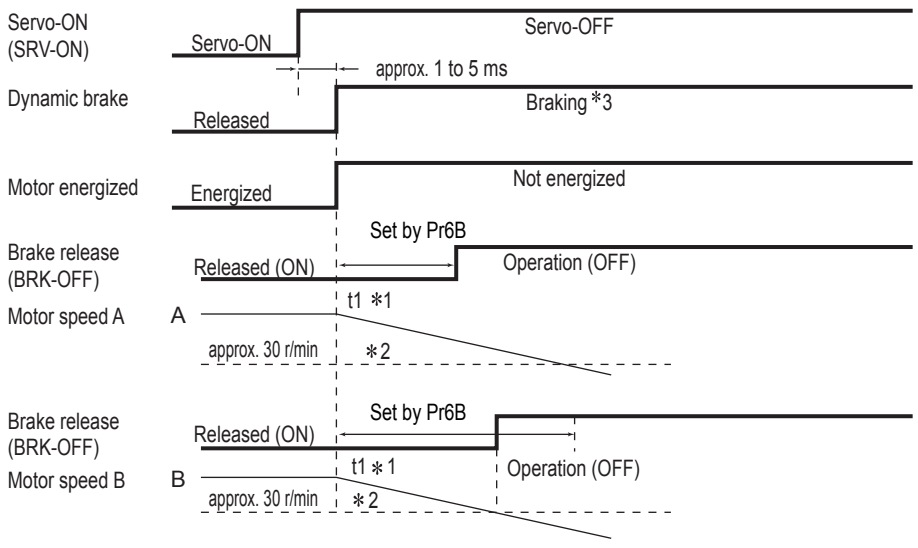 Servo-ON
(SRV-ON)
Servo-ON
Servo-OFF
approx. 1 to 5 ms
Dynamic brake
Released
Braking *3
Motor energized
Energized
Not energized
Brake release
(BRK-OFF)
Released (ON)
Set by Pr6B
Operation (OFF)
t1 *1
Motor speed A
A
approx. 30 r/min
*2
Brake release
(BRK-OFF)
Released (ON)
Set by Pr6B
Operation (OFF)
t1 *1
Motor speed B
B
approx. 30 r/min
*2